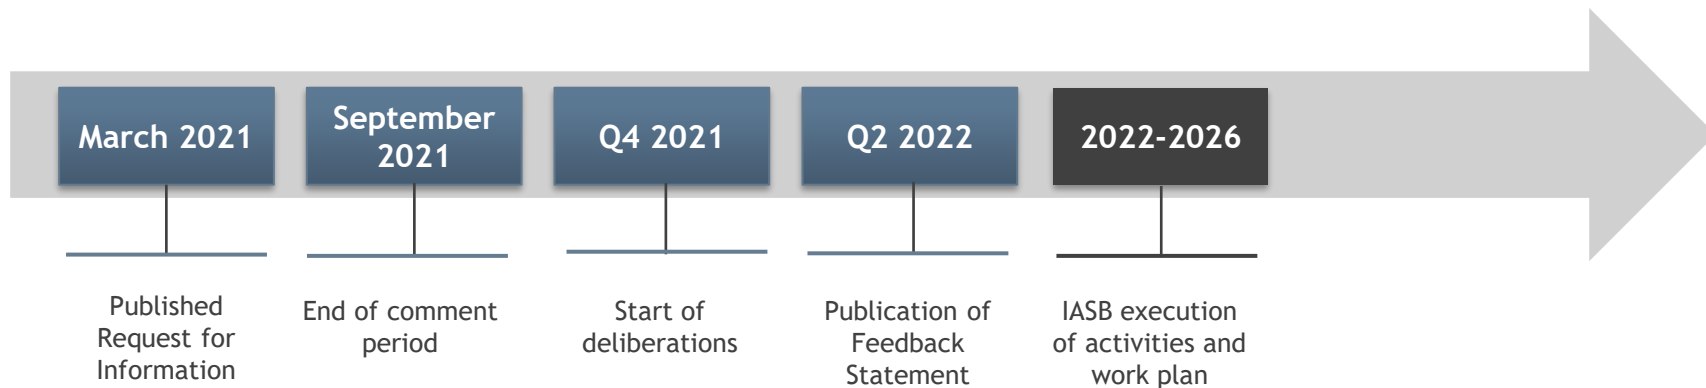 March 2021
September
2021
Q4 2021
Q2 2022
2022-2026
Published
Request for
Information
End of comment
period
Start of
deliberations
Publication of
Feedback
Statement
IASB execution
of activities and
work plan